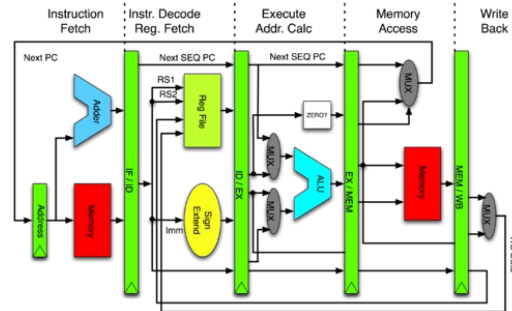 Instruction Fetch
Instr. Decode Reg. Fetch
Execute Addr. Calc
Memory Access
Write Back
Next PC
Next SEQ PC
Next SEQ PC
RS1
RS2
Adder
Reg File
ZERO?
MUX
MUX
MUX
MUX
ALU
Address
Memory
Memory
IF / ID
ID / EX
EX / MEM
MEM / WB
Sign Extend
Imm